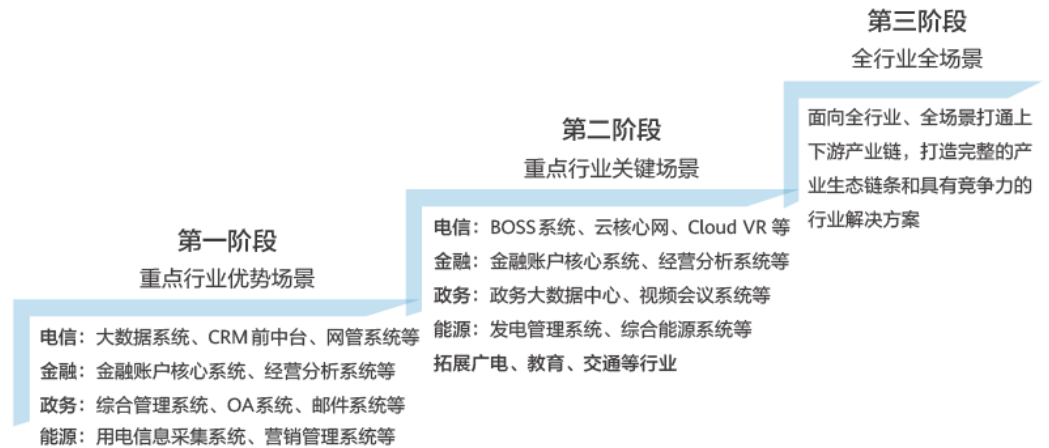 第一阶段
重点行业优势场景
电信：大数据系统、CRM前中台、网管系统等
金融：金融账户核心系统、经营分析系统等
政务：综合管理系统、OA系统、邮件系统等
能源：用电信息采集系统、营销管理系统等
第二阶段
重点行业关键场景
电信：BOSS系统、云核心网、Cloud VR 等
金融：金融账户核心系统、经营分析系统等
政务：政务大数据中心、视频会议系统等
能源：发电管理系统、综合能源系统等
拓展广电、教育、交通等行业
第三阶段
全行业全场景
面向全行业、全场景打通上
下游产业链，打造完整的产
业生态链条和具有竞争力的
行业解决方案